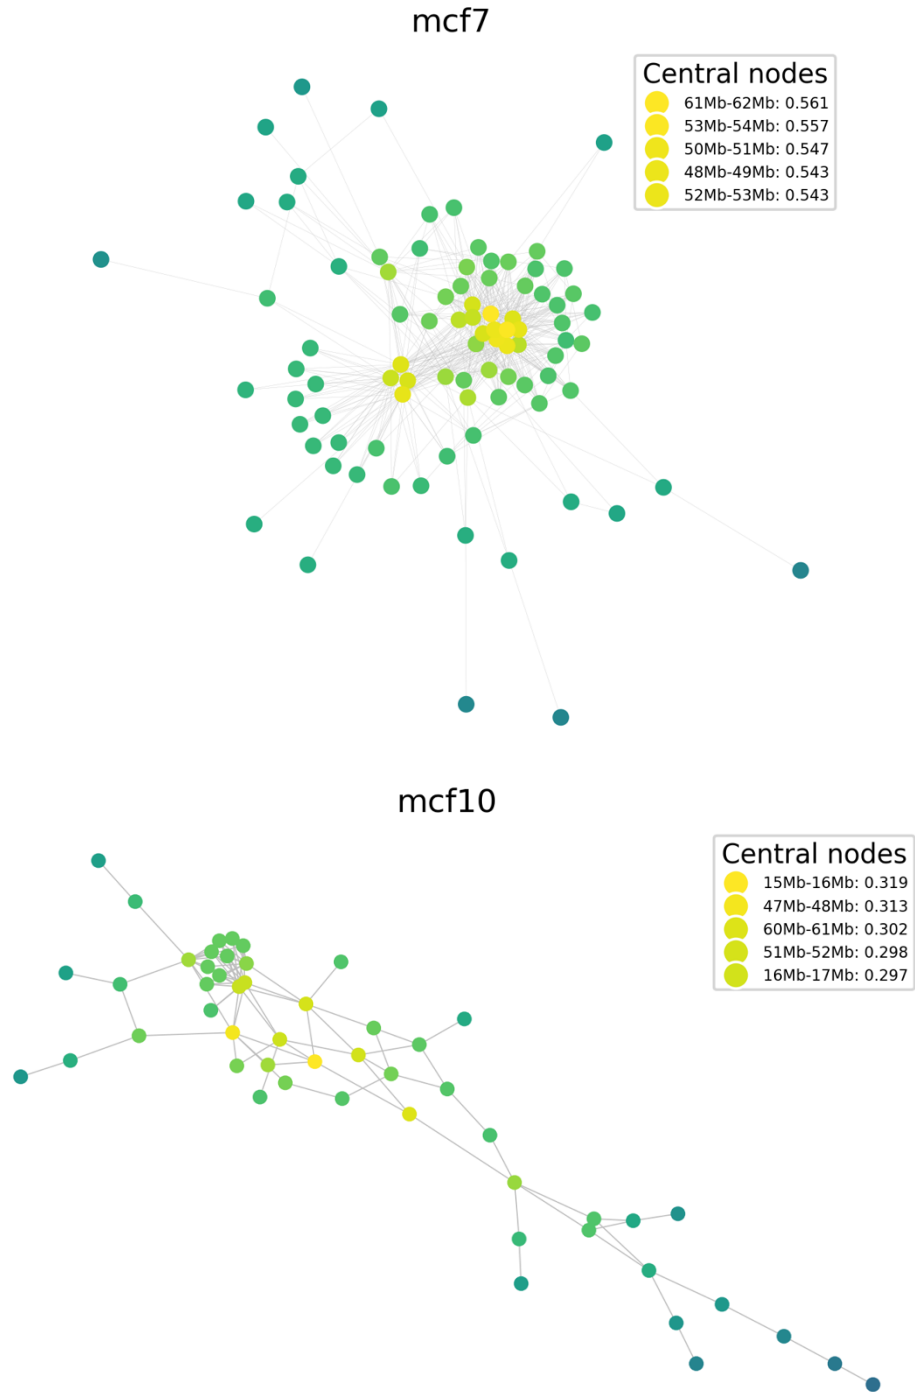 mcf7
Central nodes
61Mb-62Mb: 0.561
53Mb-54Mb: 0.557
50Mb-51Mb: 0.547
48Mb-49Mb: 0.543
52Mb-53Mb: 0.543
mcf10
Central nodes
15Mb-16Mb: 0.319
47Mb-48Mb: 0.313
60Mb-61Mb: 0.302
51Mb-52Mb: 0.298
16Mb-17Mb: 0.297